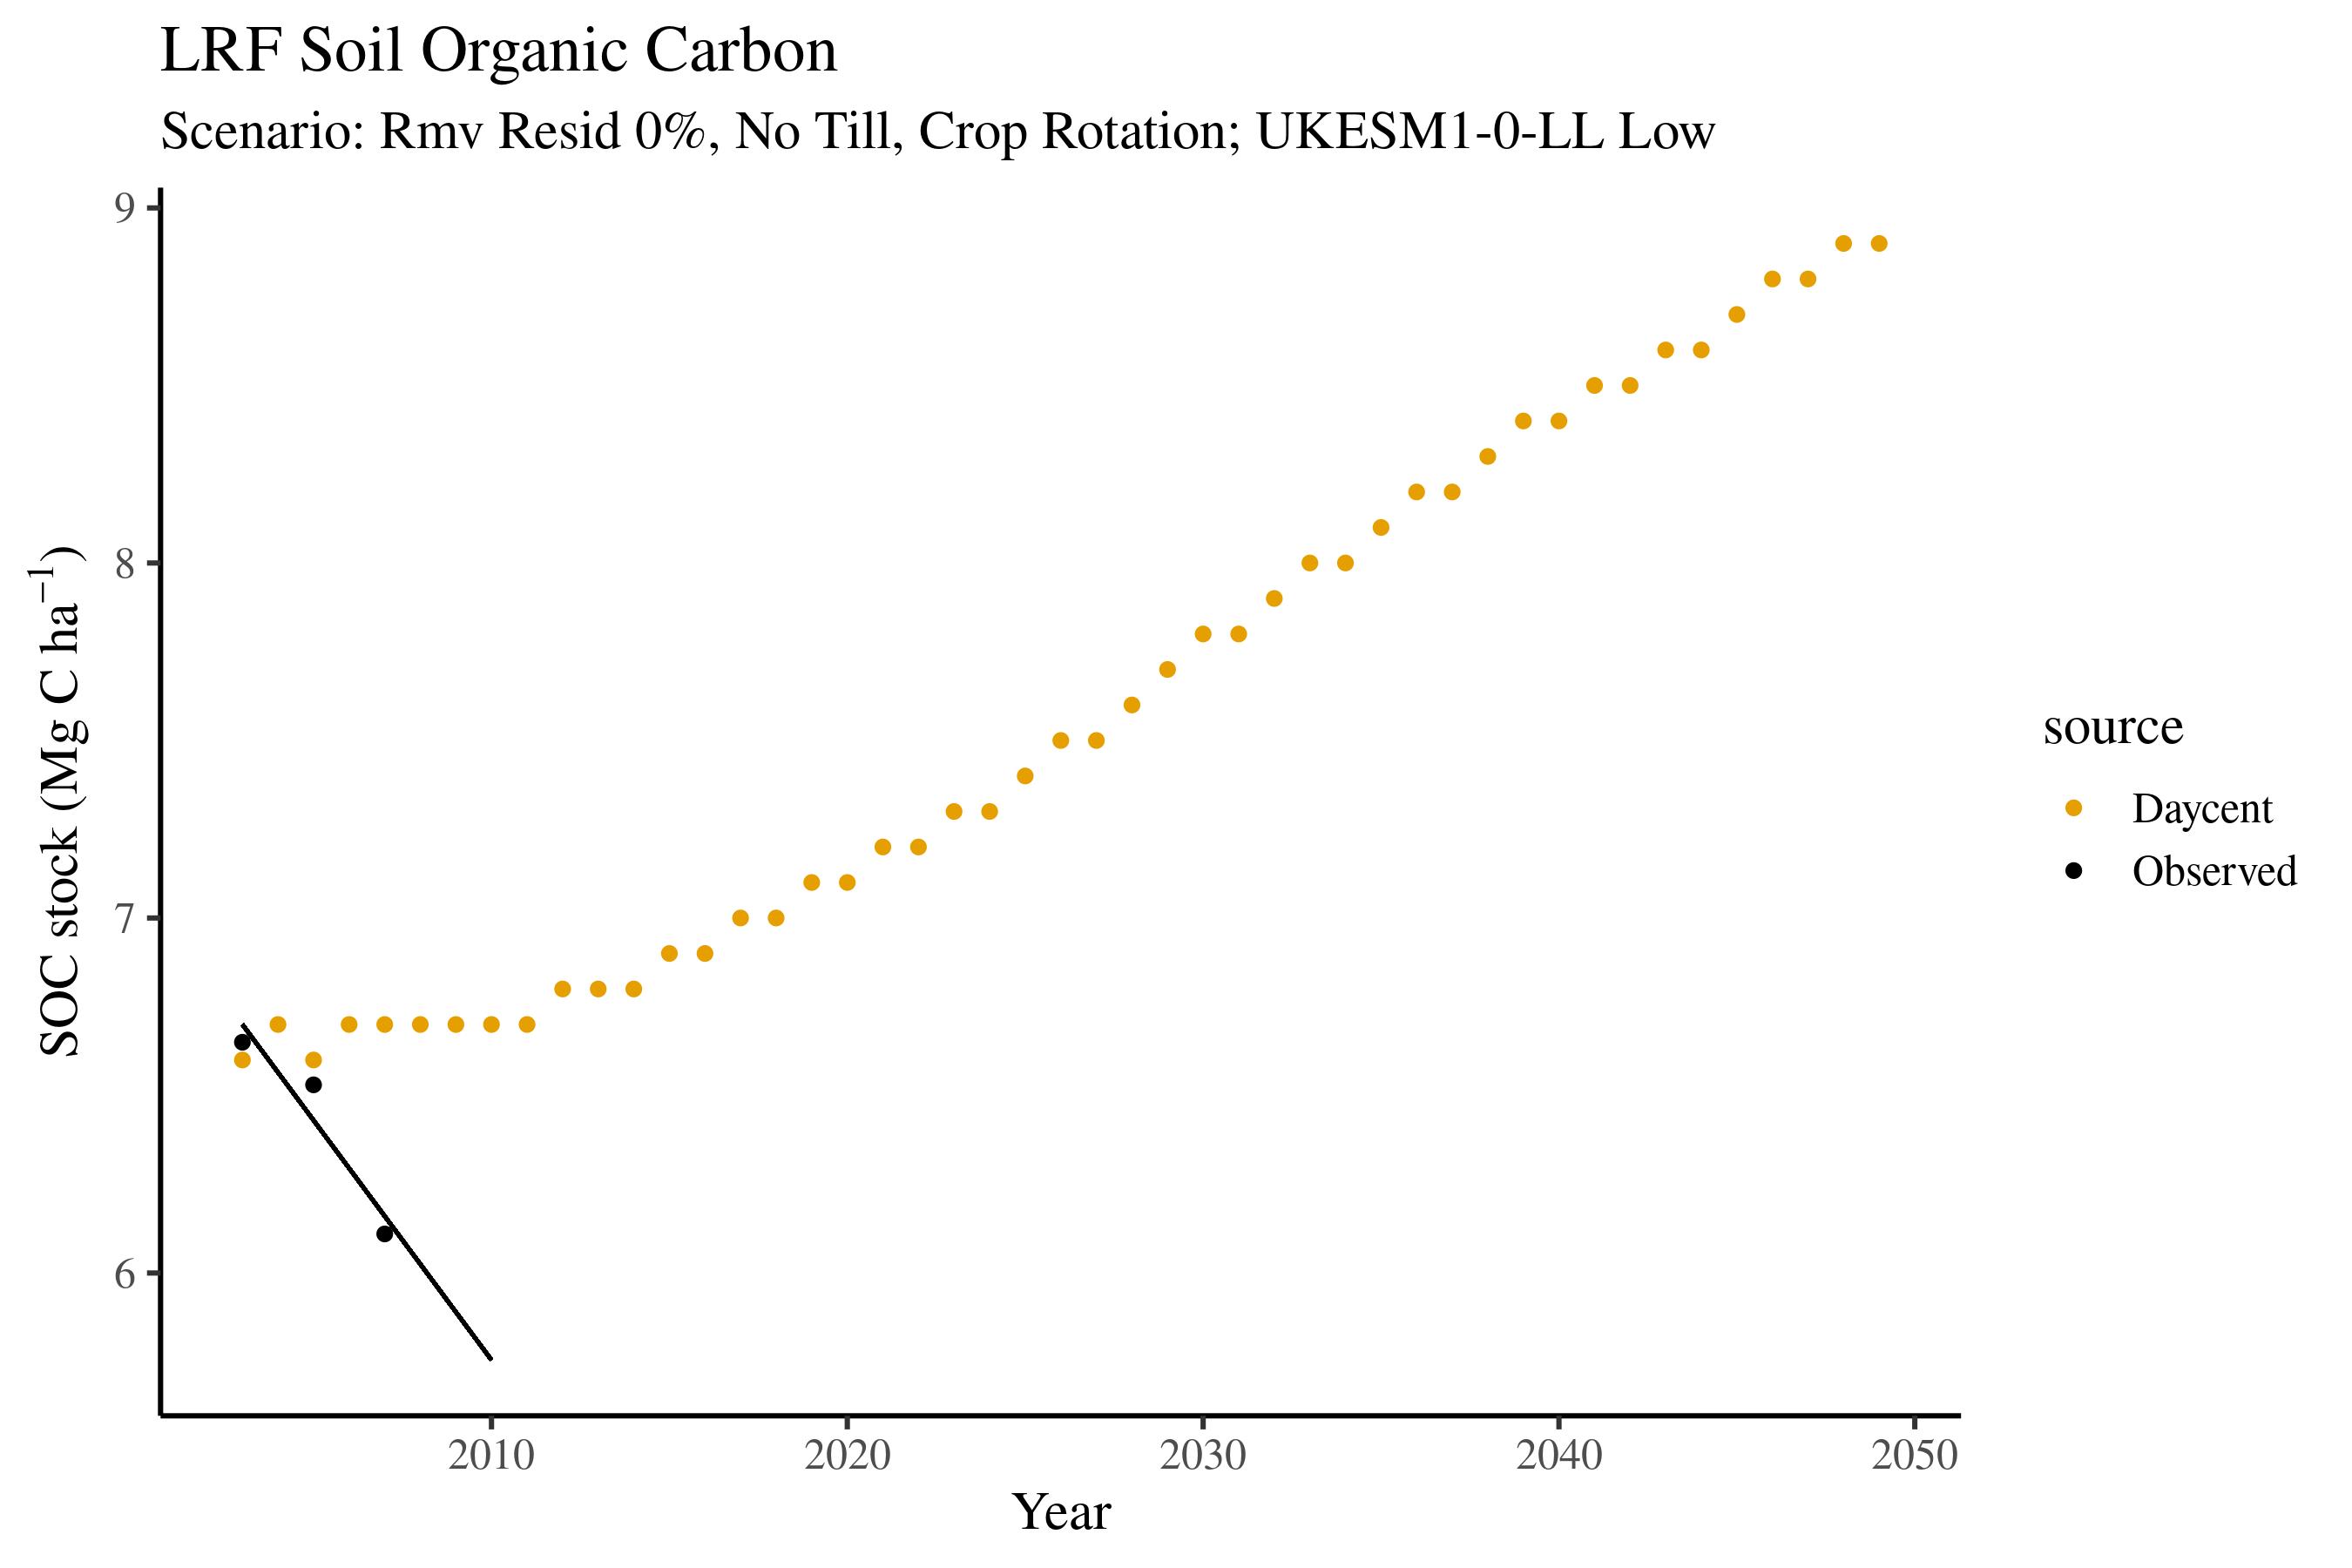 LRF Soil Organic Carbon
Scenario: Rmv Resid 0%, No Till, Crop Rotation; UKESM1-0-LL Low
SOC stock (Mg C ha⁻¹)
9
8
7
6
2010
2020
2030
2040
2050
Year
source
Daycent
Observed